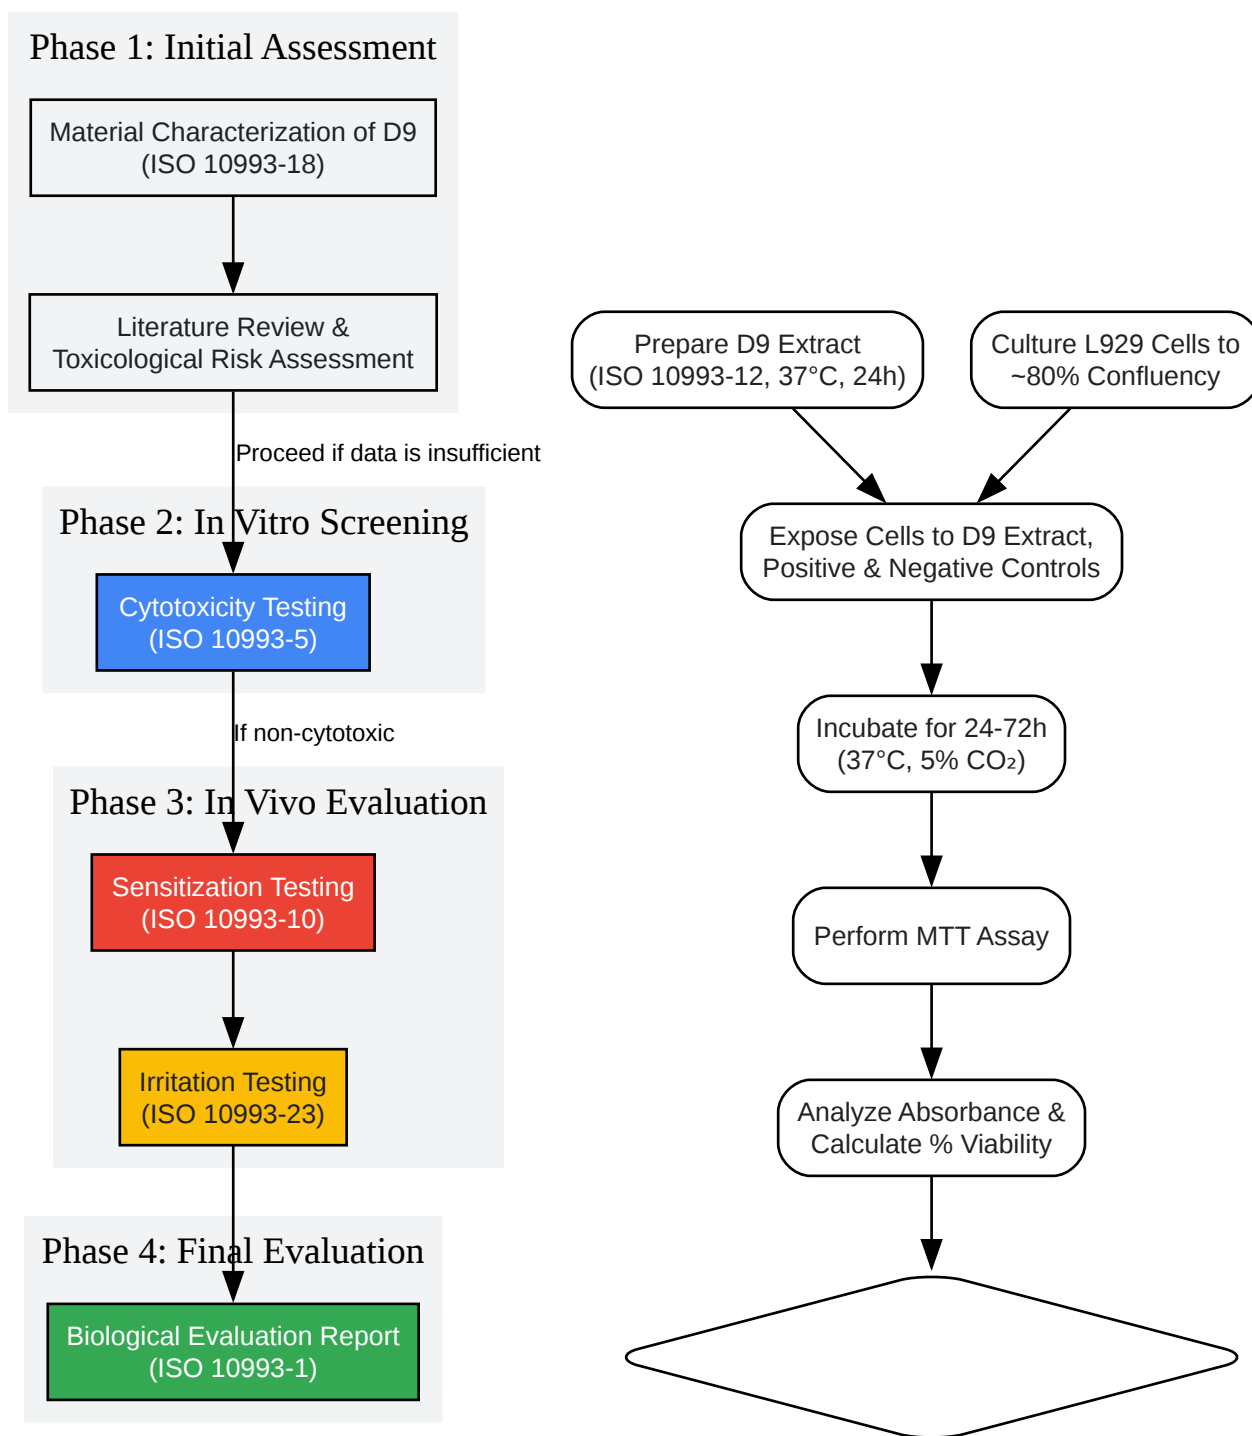 Phase 1: Initial Assessment
Material Characterization of D9
(ISO 10993-18)
Literature Review &
Toxicological Risk Assessment
Proceed if data is insufficient
Phase 2: In Vitro Screening
Cytotoxicity Testing
(ISO 10993-5)
If non-cytotoxic
Phase 3: In Vivo Evaluation
Sensitization Testing
(ISO 10993-10)
Irritation Testing
(ISO 10993-23)
Phase 4: Final Evaluation
Biological Evaluation Report
(ISO 10993-1)
Prepare D9 Extract
(ISO 10993-12, 37°C, 24h)
Culture L929 Cells to
~80% Confluency
Expose Cells to D9 Extract,
Positive & Negative Controls
Incubate for 24-72h
(37°C, 5% CO₂)
Perform MTT Assay
Analyze Absorbance &
Calculate % Viability